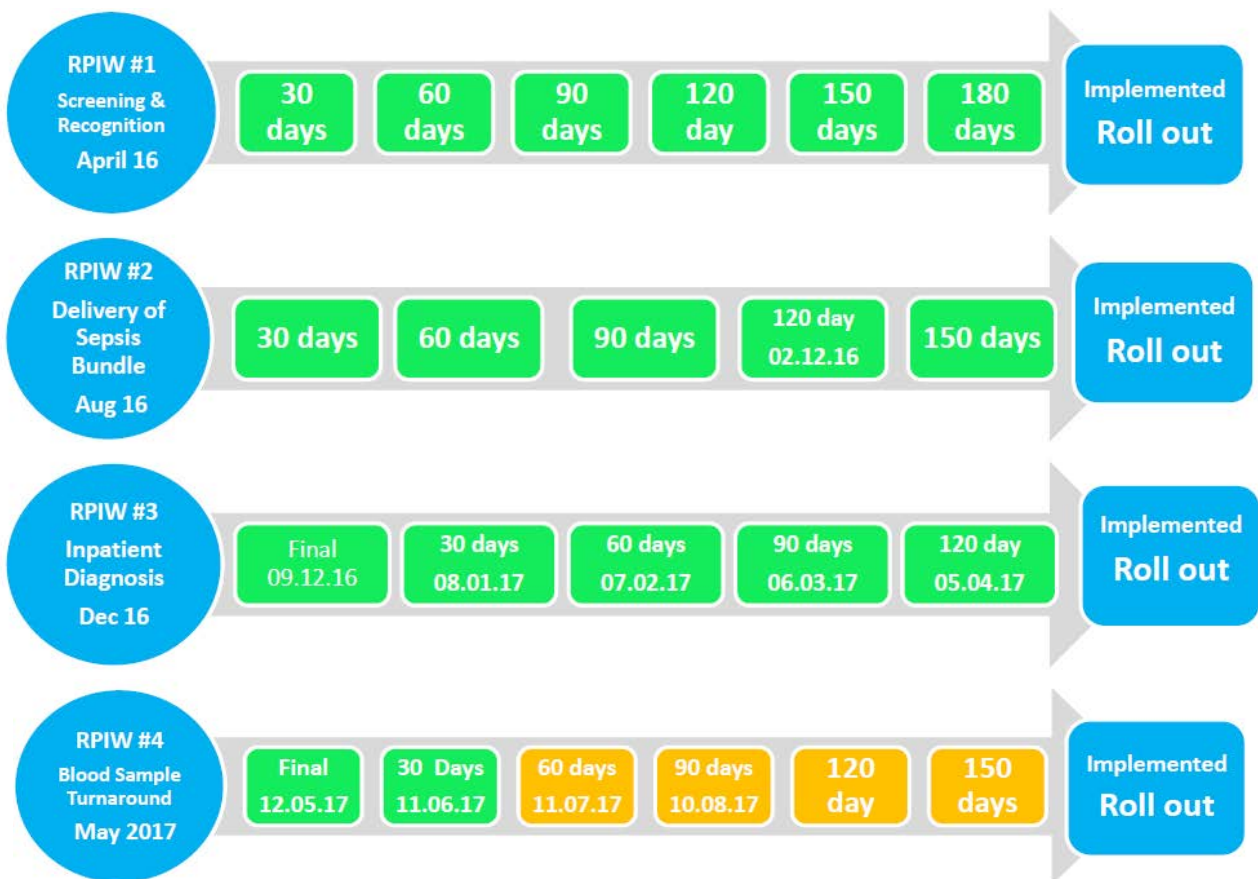 RPIW #1
Screening &
Recognition
April 16
30
days
60
days
90
days
120
day
150
days
180
days
Implemented
Roll out
RPIW #2
Delivery of
Sepsis
Bundle
Aug 16
30 days
60 days
90 days
120 day
02.12.16
150 days
Implemented
Roll out
RPIW #3
Inpatient
Diagnosis
Dec 16
Final
09.12.16
30 days
08.01.17
60 days
07.02.17
90 days
06.03.17
120 day
05.04.17
Implemented
Roll out
RPIW #4
Blood Sample
Turnaround
May 2017
Final
12.05.17
30 Days
11.06.17
60 days
11.07.17
90 days
10.08.17
120
day
150
days
Implemented
Roll out